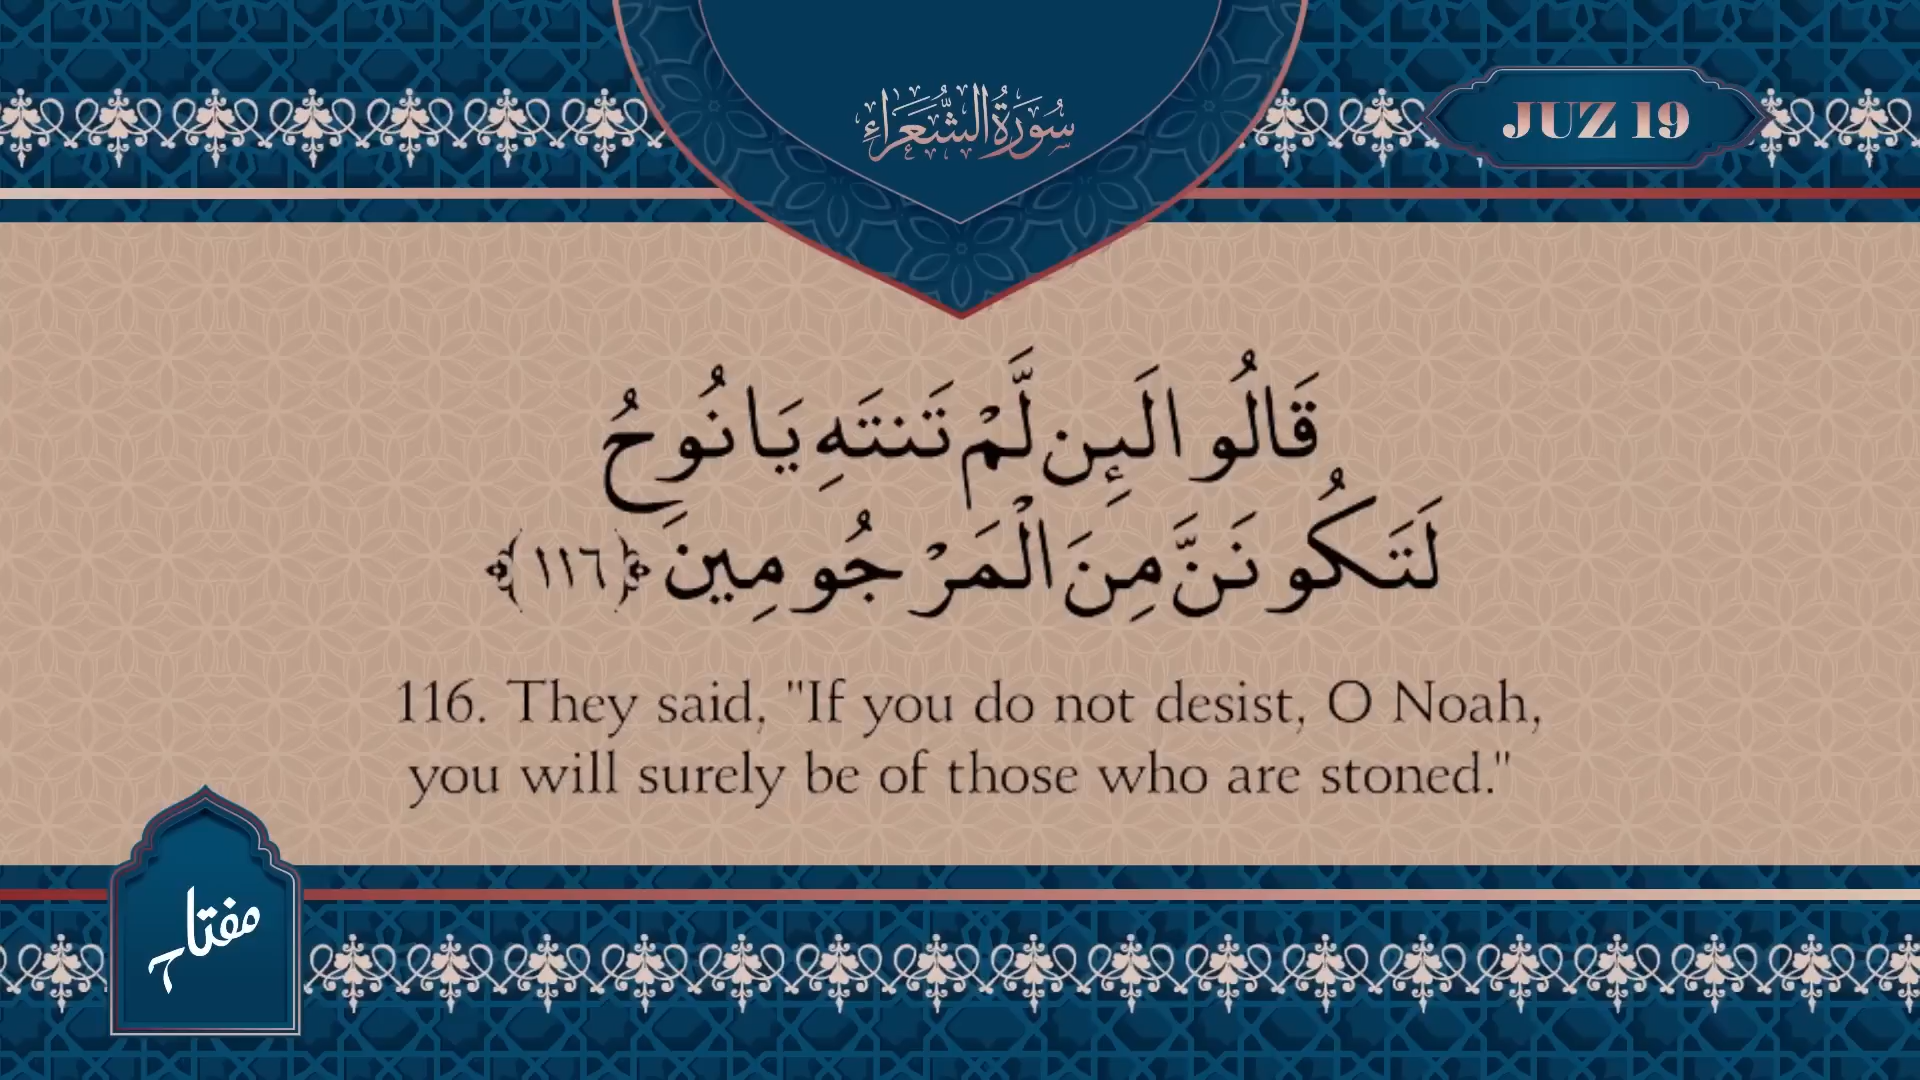 سُورَةُ الشُّعَرَاءِ
JUZ 19
قَالُوا لَئِن لَّمْ تَنتَهِ يَا نُوحُ
لَتَكُونَنَّ مِنَ الْمَرْجُومِينَ ﴿١١٦﴾
116. They said, "If you do not desist, O Noah,
you will surely be of those who are stoned."
مفتاح